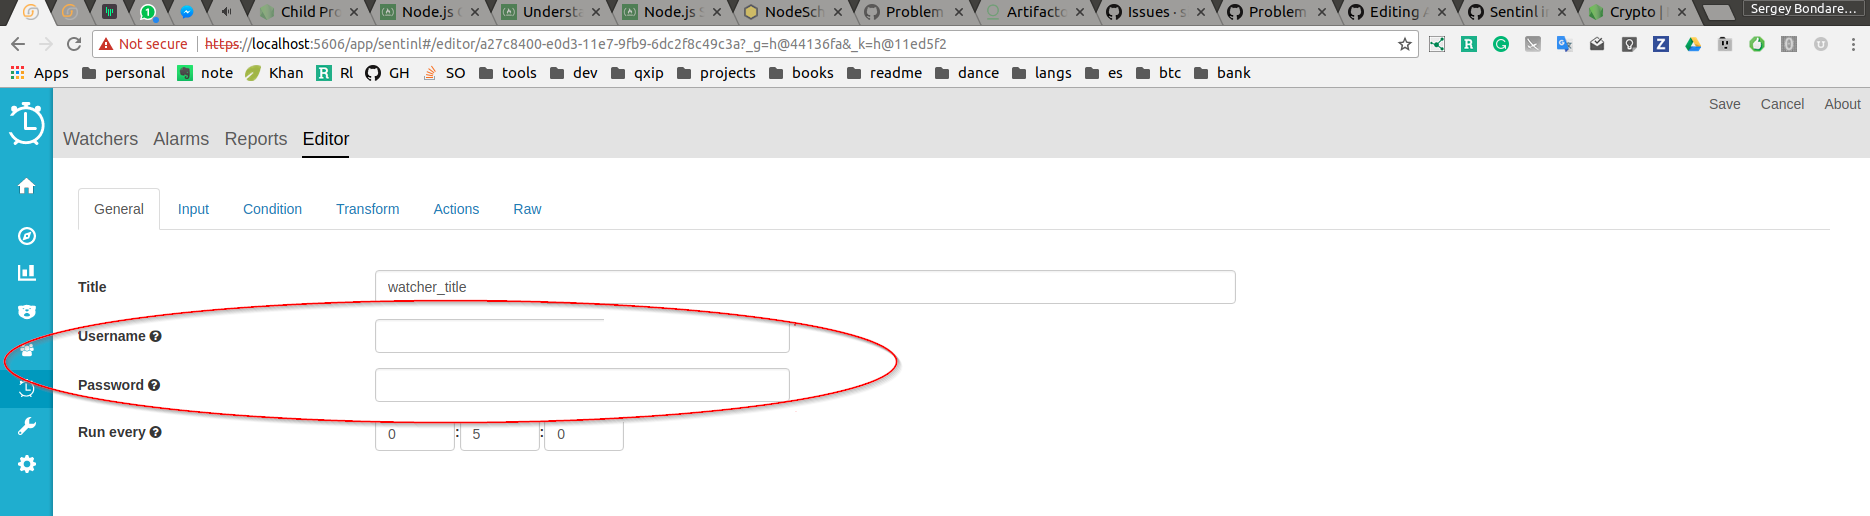 Child Pro
Node.js
Underst
Node.js
NodeSch
Problem
Artifacto
Issues · s
Problem
Editing
Sentinl i
Crypto |
Sergey Bondare...
Not secure
https://localhost:5606/app/sentinl#/editor/a27c8400-e0d3-11e7-9fb9-6dc2f8c49c3a?_g=h@44136fa&_k=h@11ed5f2
Apps personal note Khan Rl GH SO tools dev qxip projects books readme dance langs es btc bank
Save Cancel About
Watchers Alarms Reports Editor
General Input Condition Transform Actions Raw
Title watcher_title
Username
Password
Run every 0 : 5 : 0